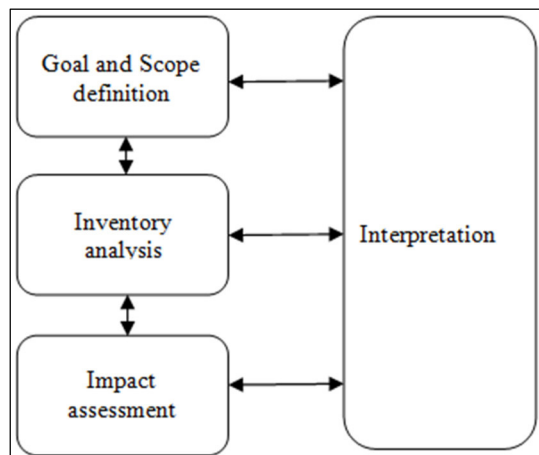 Goal and Scope
definition
Inventory
analysis
Interpretation
Impact
assessment